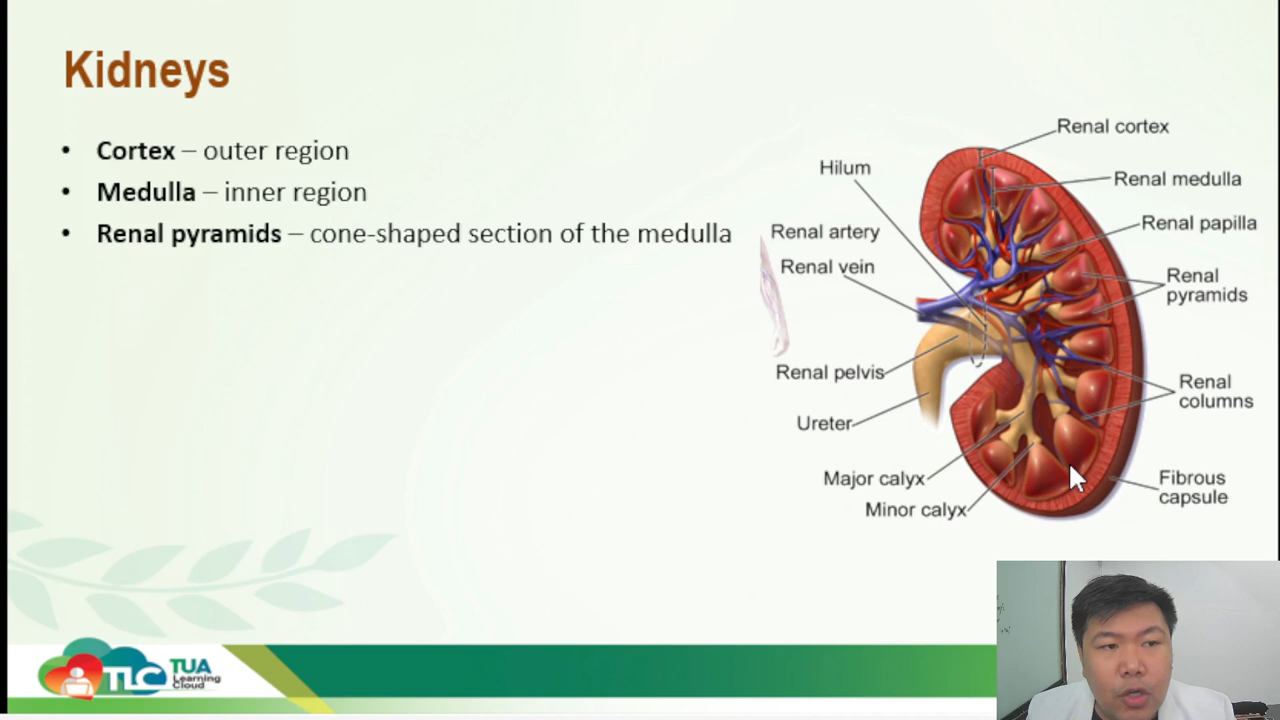 Kidneys
• Cortex – outer region
• Medulla – inner region
• Renal pyramids – cone-shaped section of the medulla
Renal cortex
Hilum
Renal medulla
Renal papilla
Renal artery
Renal vein
Renal
pyramids
Renal pelvis
Renal
columns
Ureter
Major calyx
Fibrous
capsule
Minor calyx
TLC
TUA
Learning
Cloud